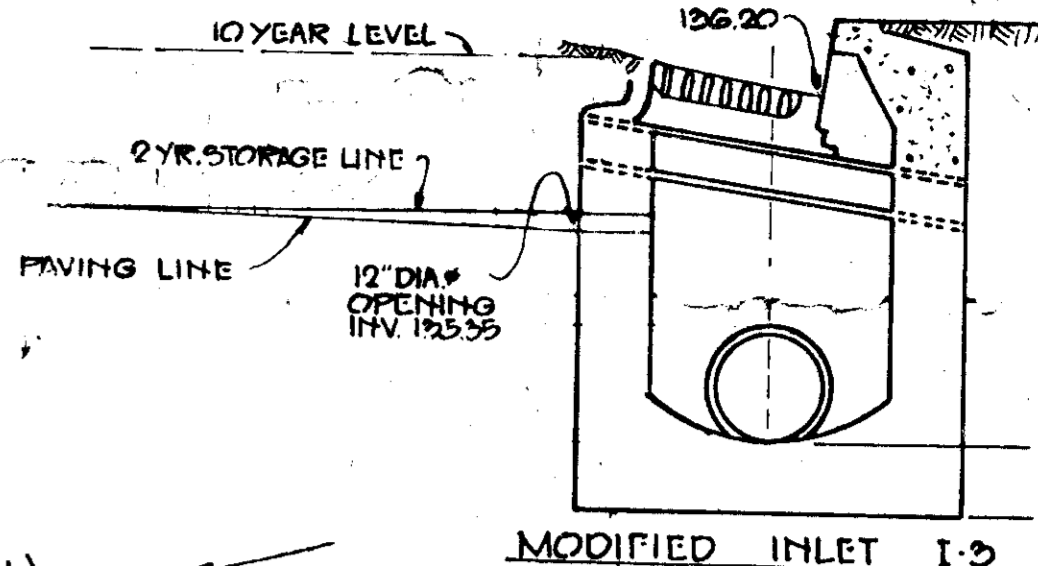 10 YEAR LEVEL
136.20
2 YR. STORAGE LINE
PAVING LINE
12" DIA.
OPENING
INV. 135.35
MODIFIED INLET I-3